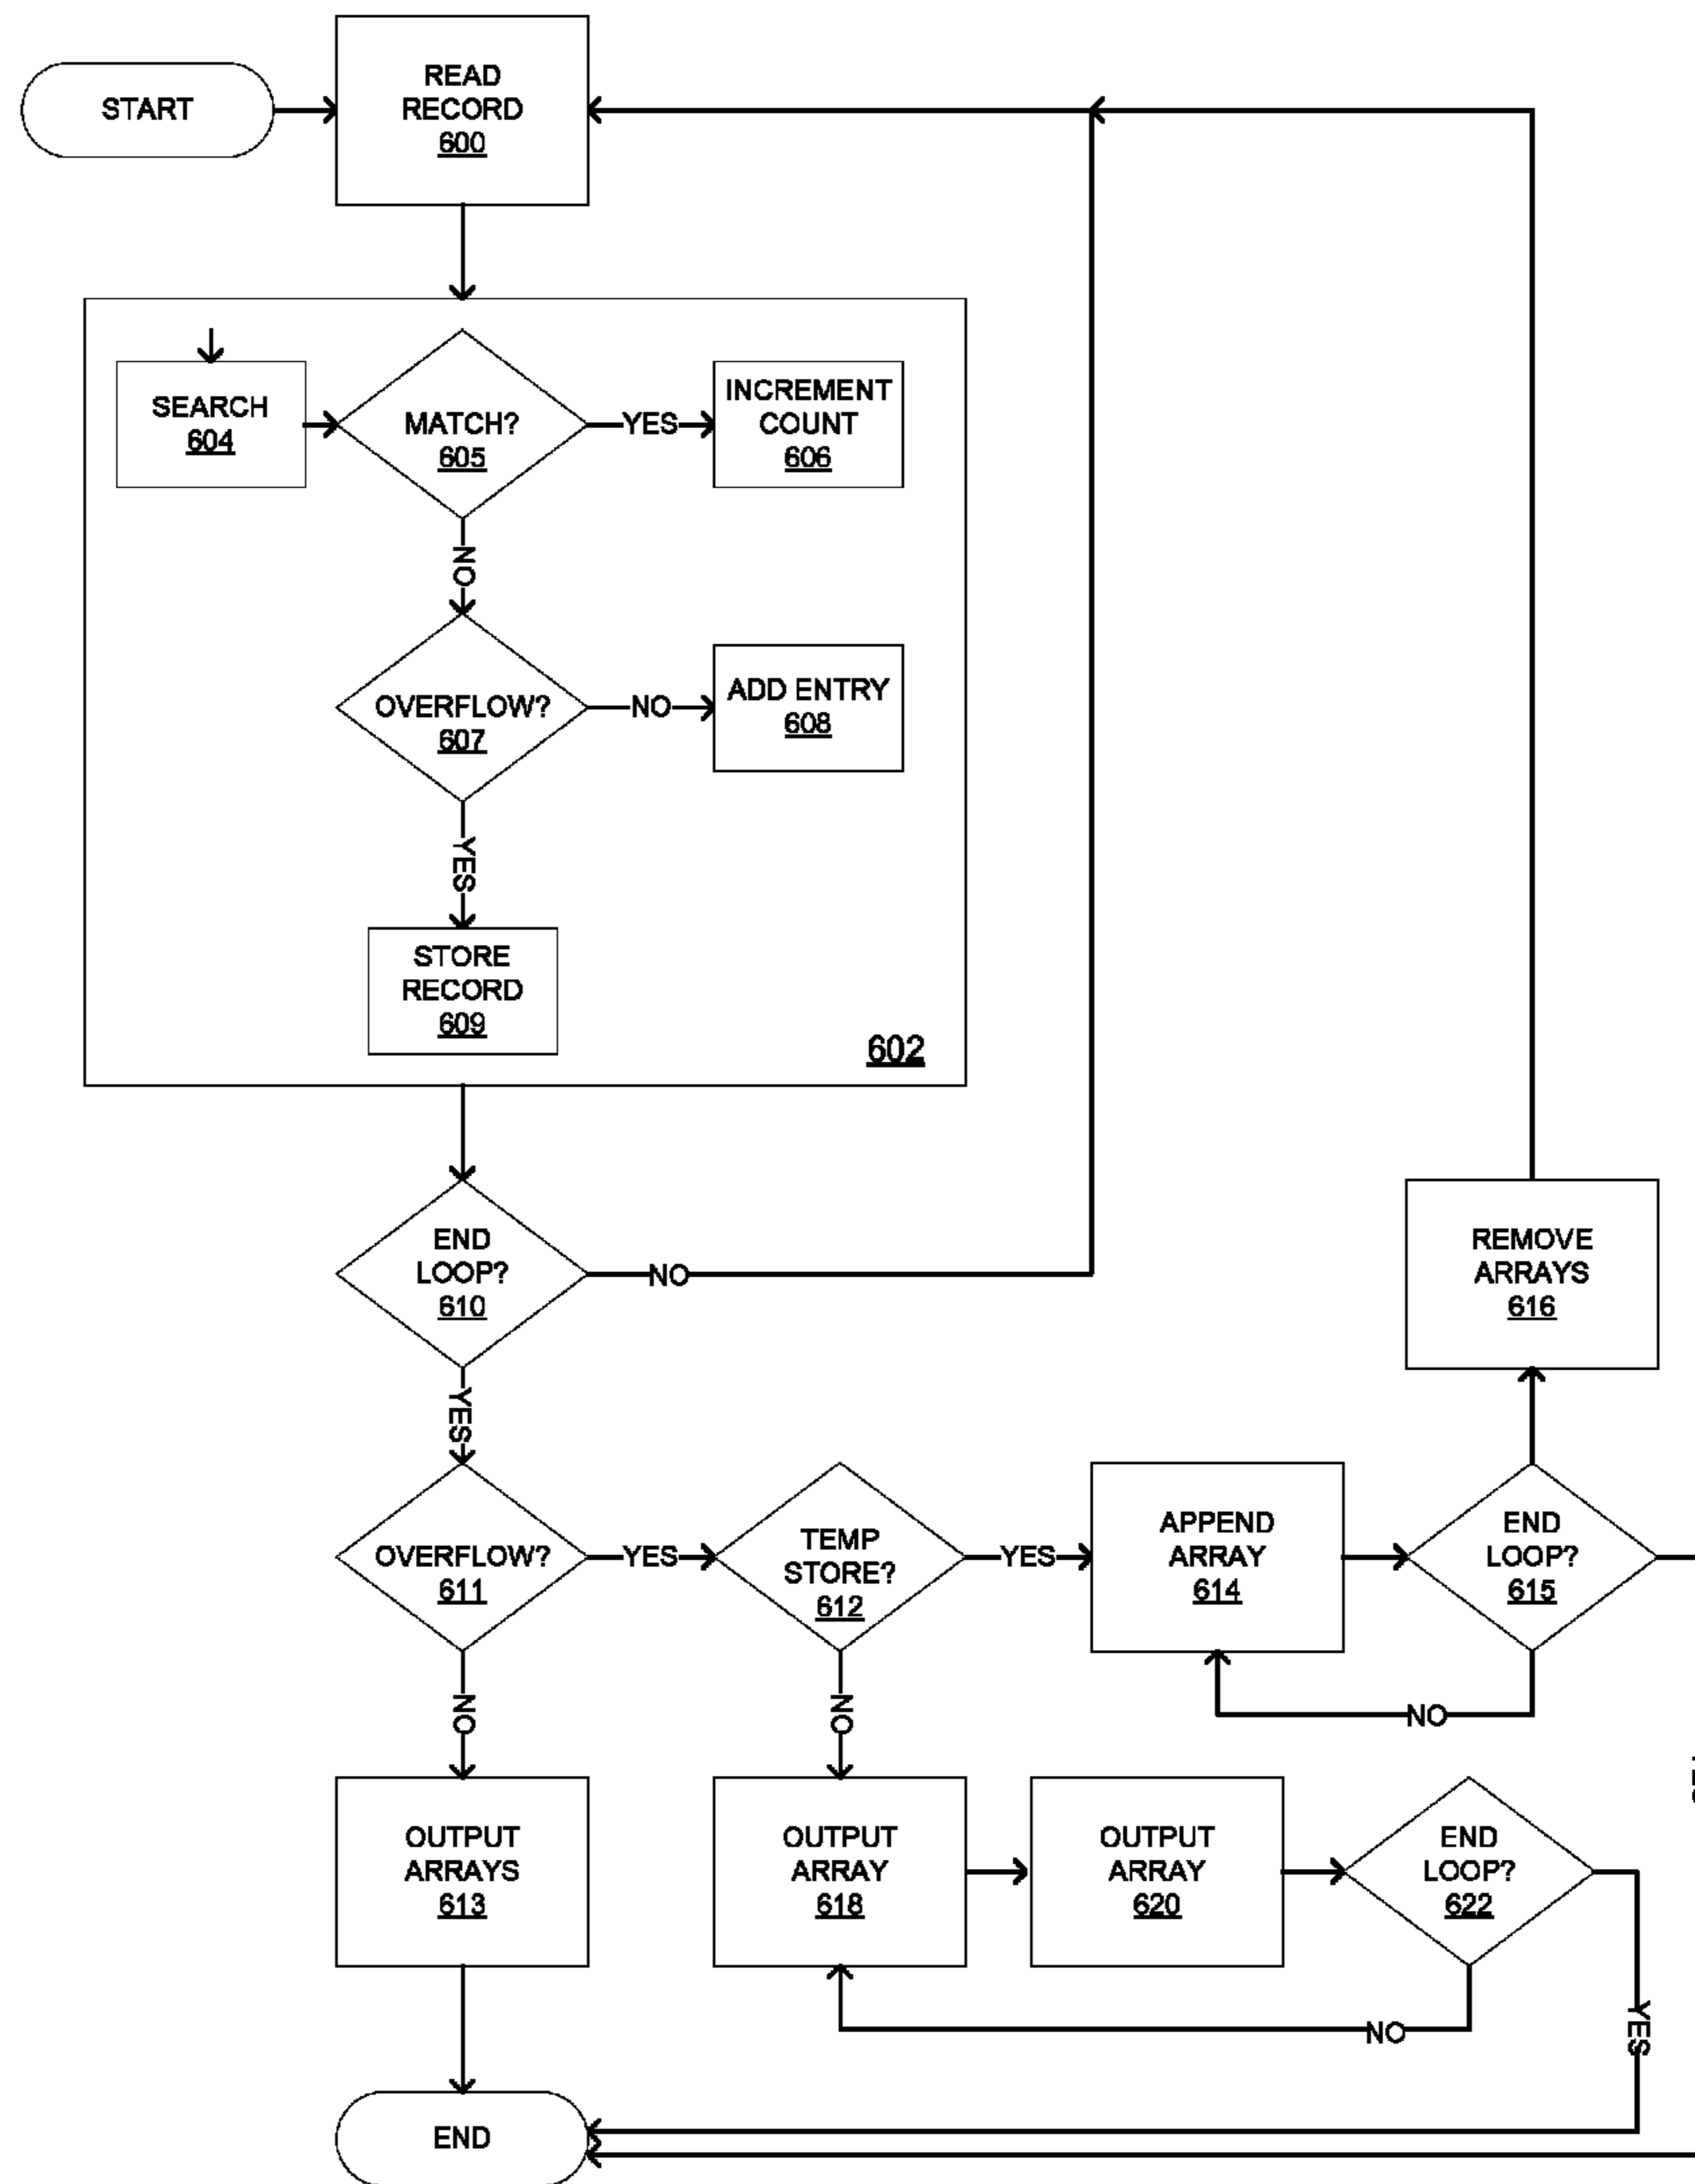 START
READ
RECORD
600
SEARCH
604
MATCH?
605
YES
INCREMENT
COUNT
606
NO
OVERFLOW?
607
NO
ADD ENTRY
608
YES
STORE
RECORD
609
602
END
LOOP?
610
NO
REMOVE
ARRAYS
616
YES
OVERFLOW?
611
YES
TEMP
STORE?
612
YES
APPEND
ARRAY
614
END
LOOP?
615
NO
NO
NO
OUTPUT
ARRAYS
613
OUTPUT
ARRAY
618
OUTPUT
ARRAY
620
END
LOOP?
622
NO
YES
END